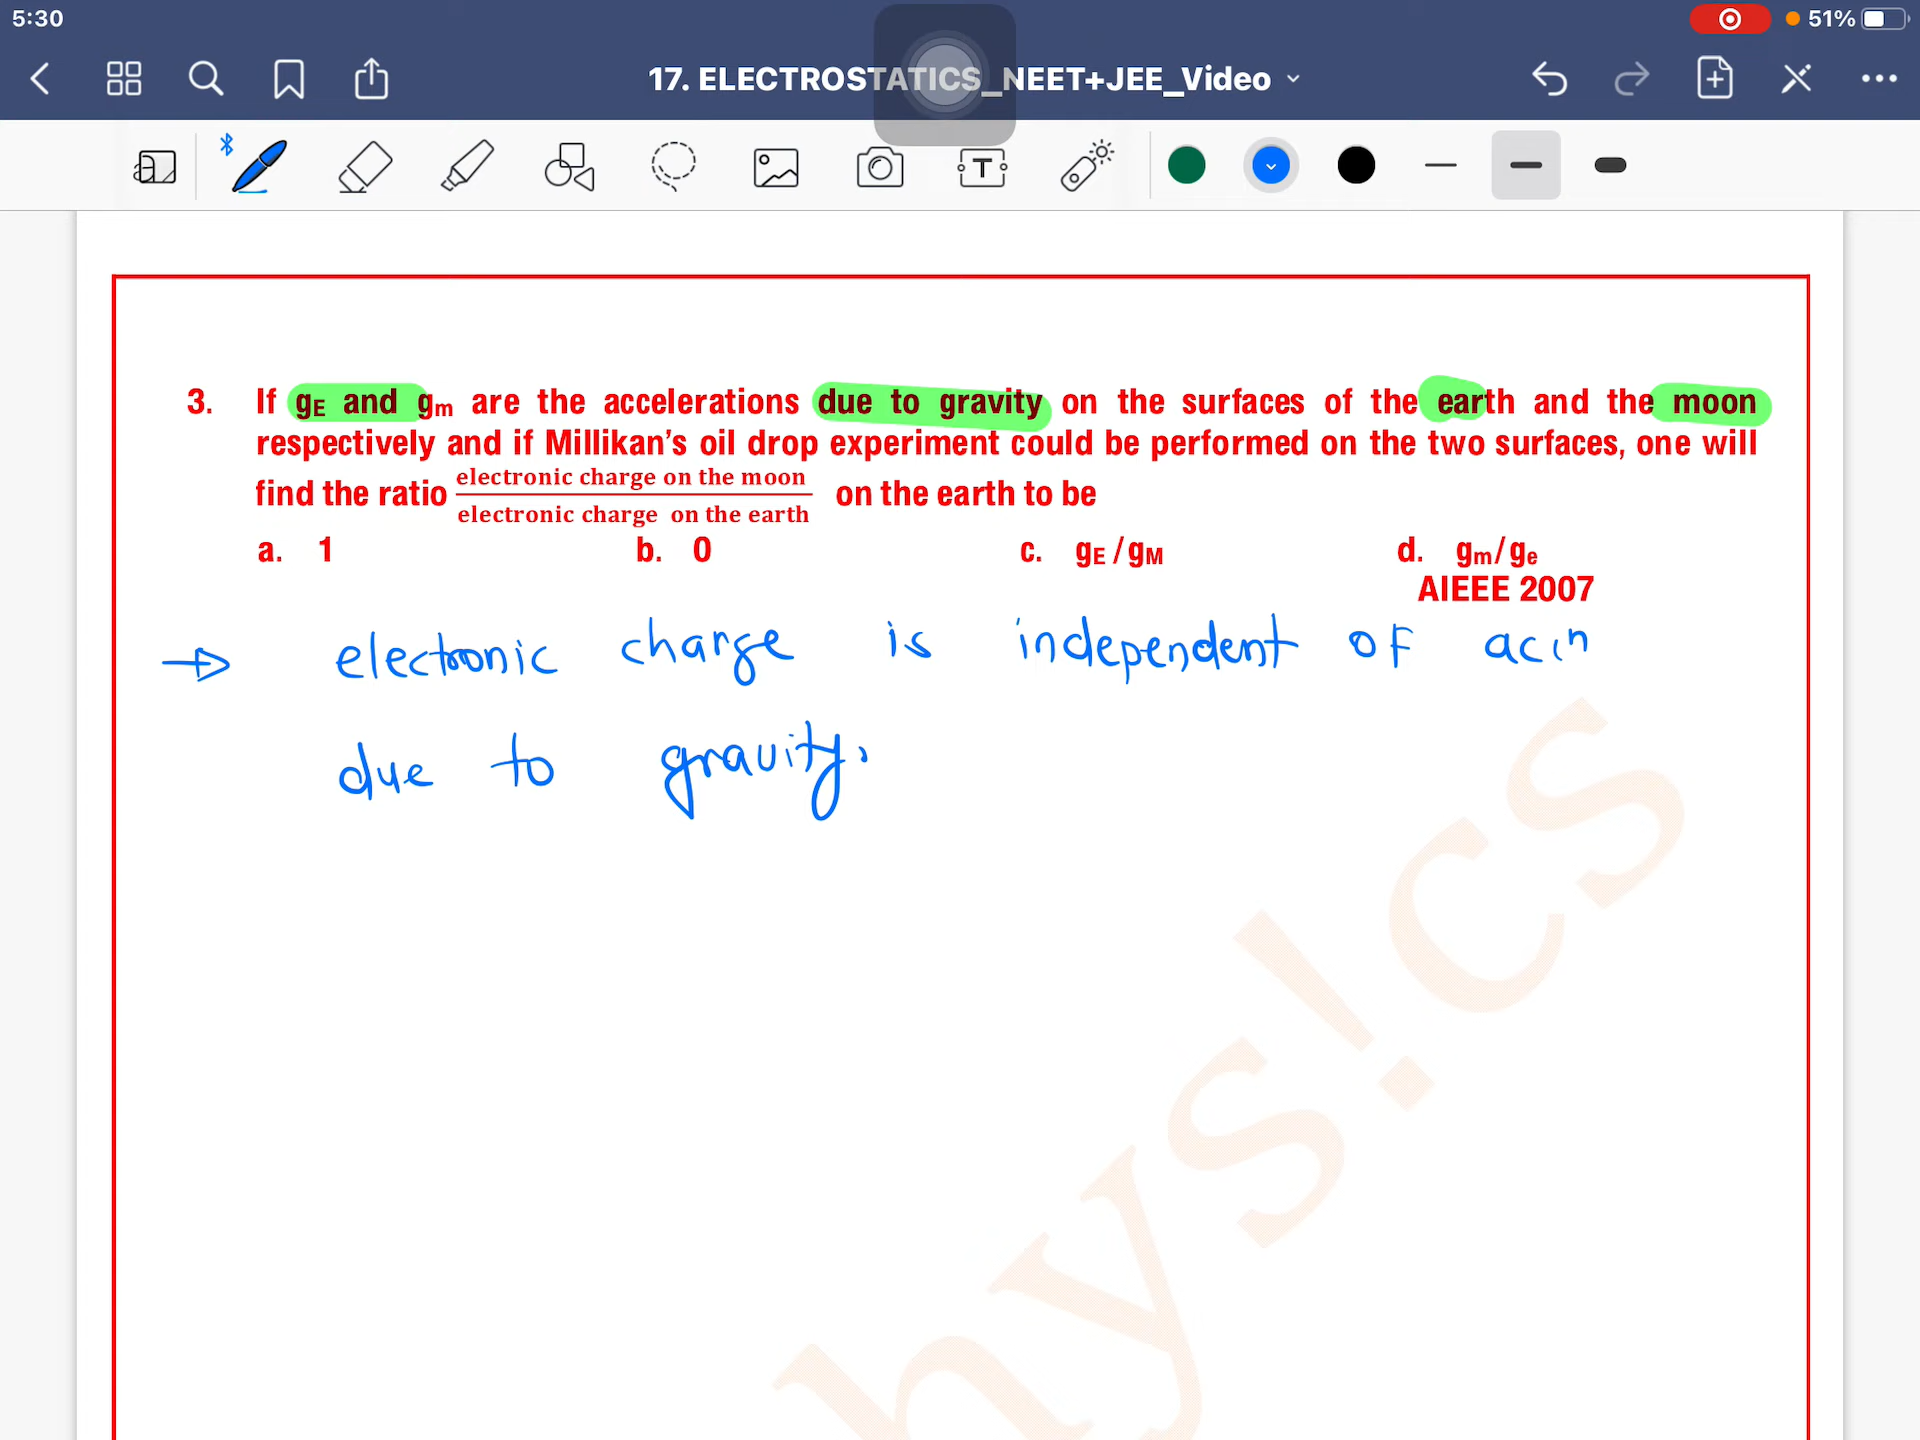 5:30
51%
17. ELECTROSTATICS_NEET+JEE_Video
3. If gE and gm are the accelerations due to gravity on the surfaces of the earth and the moon
respectively and if Millikan's oil drop experiment could be performed on the two surfaces, one will
find the ratio electronic charge on the moon / electronic charge on the earth on the earth to be
a. 1 b. 0 c. gE/gM d. gm/ge
AIEEE 2007
→ electronic charge is independent of acc^n
due to gravity.
hys!cs